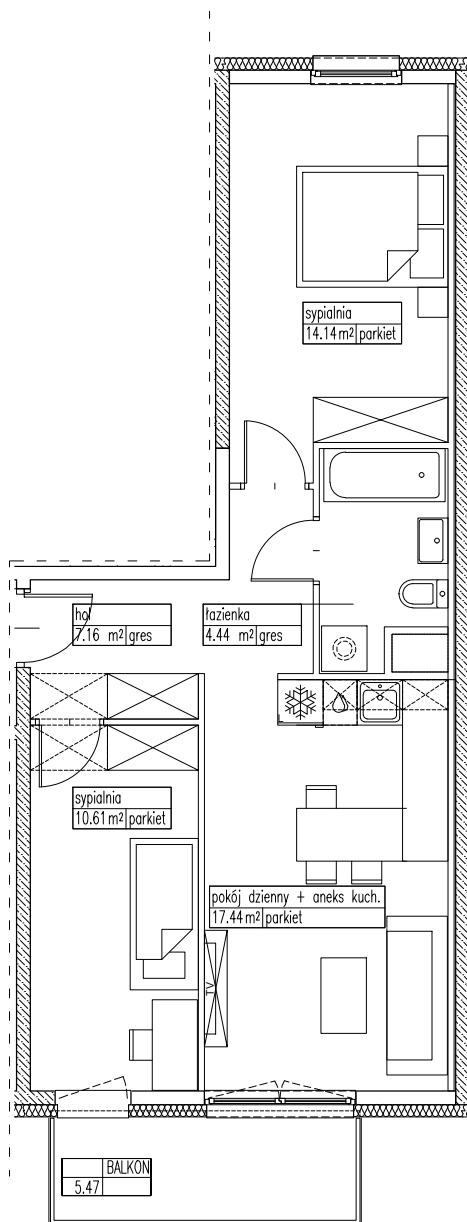 sypialnia
14.14 m² parkiet
hol
7.16 m² gres
łazienka
4.44 m² gres
sypialnia
10.61 m² parkiet
pokój dzienny + aneks kuch.
17.44 m² parkiet
TV
BALKON
5.47